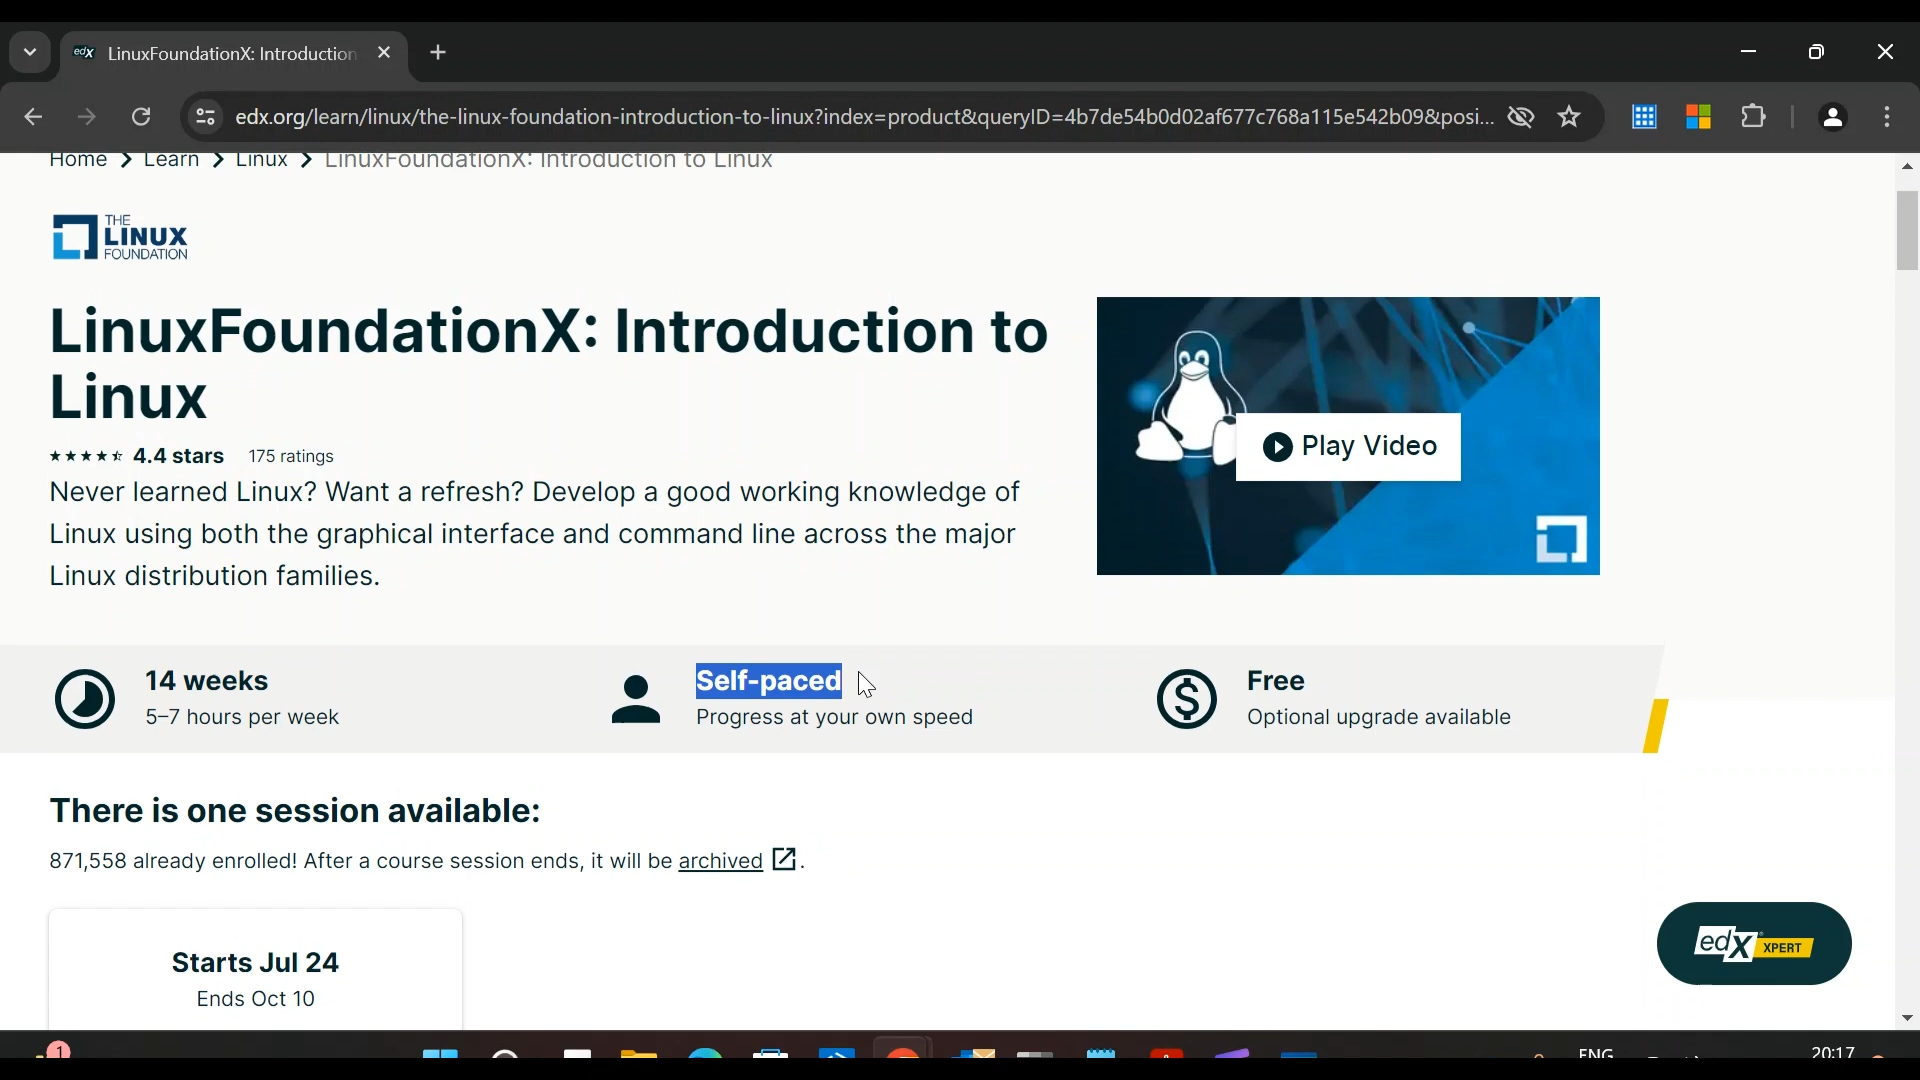 edX LinuxFoundationX: Introduction
edx.org/learn/linux/the-linux-foundation-introduction-to-linux?index=product&queryID=4b7de54b0d02af677c768a115e542b09&posi...
Home > Learn > Linux > LinuxFoundationX: Introduction to Linux
THE
LINUX
FOUNDATION
LinuxFoundationX: Introduction to
Linux
4.4 stars 175 ratings
Never learned Linux? Want a refresh? Develop a good working knowledge of
Linux using both the graphical interface and command line across the major
Linux distribution families.
Play Video
14 weeks
5–7 hours per week
Self-paced
Progress at your own speed
Free
Optional upgrade available
There is one session available:
871,558 already enrolled! After a course session ends, it will be archived.
Starts Jul 24
Ends Oct 10
edX XPERT
1
ENG
20:17